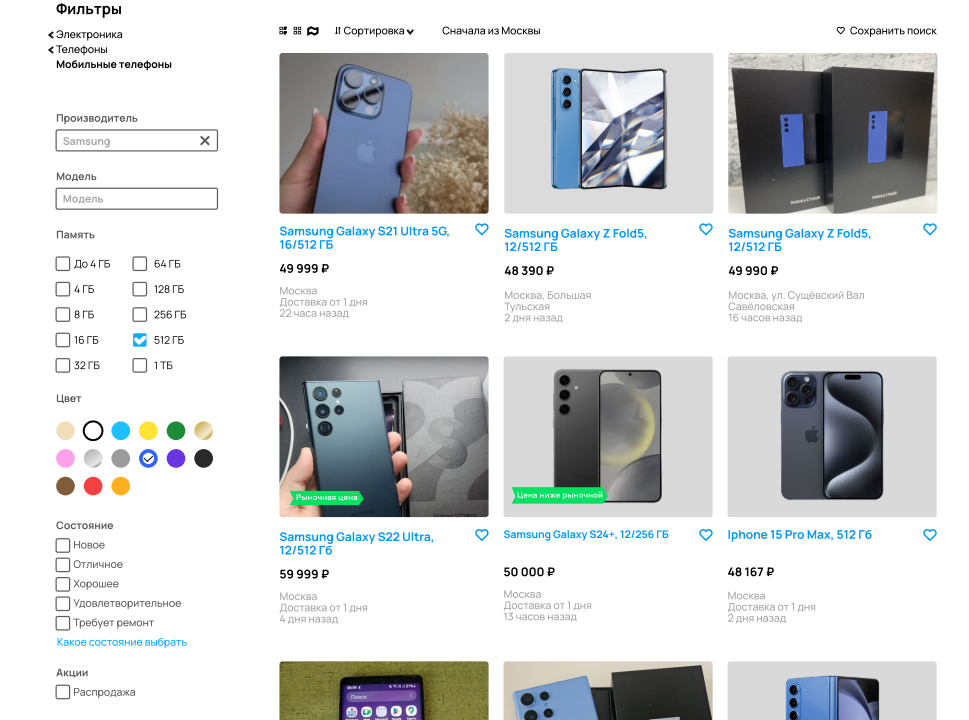 Фильтры
Электроника
Телефоны
Мобильные телефоны
Производитель
Samsung
Модель
Модель
Память
До 4 ГБ
64 ГБ
4 ГБ
128 ГБ
8 ГБ
256 ГБ
16 ГБ
512 ГБ
32 ГБ
1 ТБ
Цвет
Состояние
Новое
Отличное
Хорошее
Удовлетворительное
Требует ремонт
Какое состояние выбрать
Акции
Распродажа
Сортировка
Сначала из Москвы
Сохранить поиск
Samsung Galaxy S21 Ultra 5G,
16/512 ГБ
49 999 ₽
Москва
Доставка от 1 дня
22 часа назад
Samsung Galaxy Z Fold5,
12/512 ГБ
48 390 ₽
Москва, Большая
Тульская
2 дня назад
Samsung Galaxy Z Fold5,
12/512 ГБ
49 990 ₽
Москва, ул. Сущёвский Вал
Савёловская
16 часов назад
Рыночная цена
Samsung Galaxy S22 Ultra,
12/512 Гб
59 999 ₽
Москва
Доставка от 1 дня
4 дня назад
Цена ниже рыночной
Samsung Galaxy S24+, 12/256 ГБ
50 000 ₽
Москва
Доставка от 1 дня
13 часов назад
Iphone 15 Pro Max, 512 Гб
48 167 ₽
Москва
Доставка от 1 дня
2 дня назад
Поиск